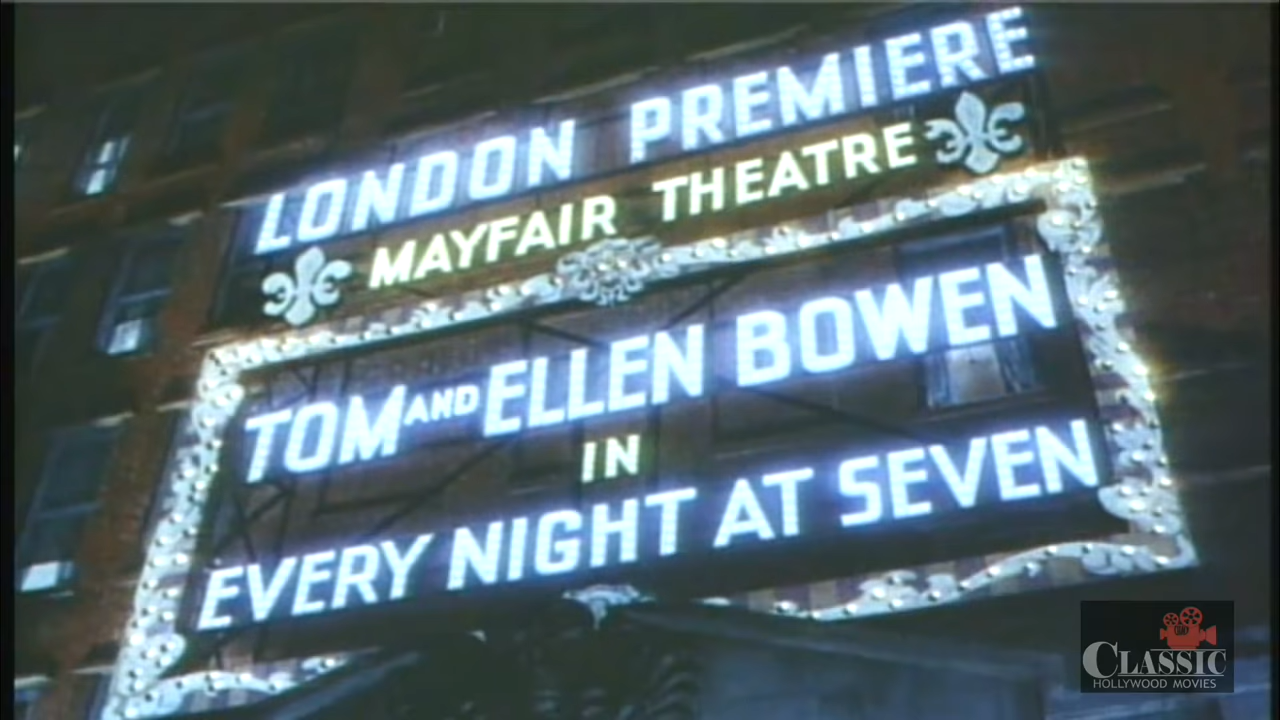 LONDON PREMIERE
MAYFAIR THEATRE
TOM AND ELLEN BOWEN
IN
EVERY NIGHT AT SEVEN
CLASSIC
HOLLYWOOD MOVIES